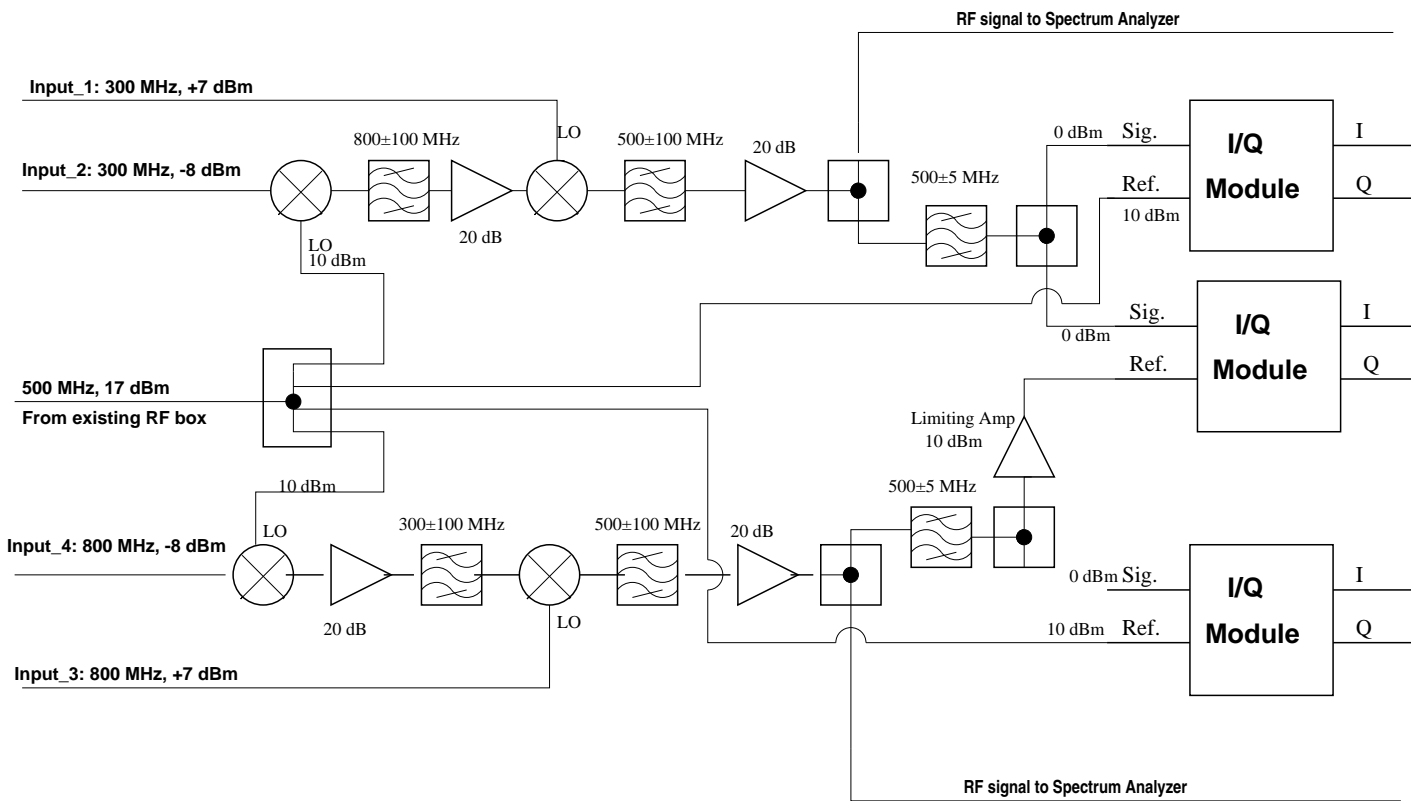 RF signal to Spectrum Analyzer
Input_1: 300 MHz, +7 dBm
LO
800±100 MHz
500±100 MHz
20 dB
0 dBm
Sig.
I/Q
Module
I
Input_2: 300 MHz, -8 dBm
500±5 MHz
Ref.
10 dBm
Q
20 dB
LO
10 dBm
Sig.
0 dBm
I/Q
Module
I
Ref.
Q
500 MHz, 17 dBm
From existing RF box
Limiting Amp
10 dBm
10 dBm
500±5 MHz
LO
300±100 MHz
500±100 MHz
20 dB
Input_4: 800 MHz, -8 dBm
0 dBm
Sig.
I/Q
Module
I
20 dB
LO
10 dBm
Ref.
Q
Input_3: 800 MHz, +7 dBm
RF signal to Spectrum Analyzer